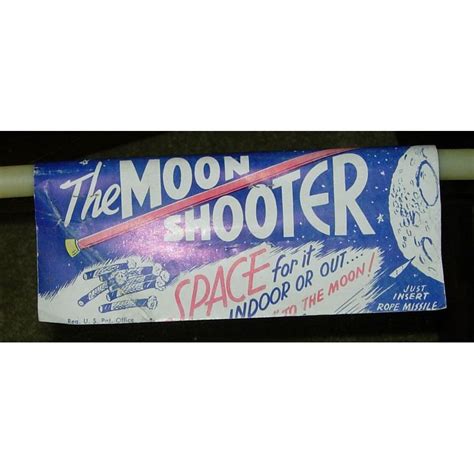 The MOON
SHOOTER
SPACE for it
INDOOR OR OUT....
TO THE MOON!
JUST
INSERT
ROPE MISSILE
Reg. U. S. Pat. Office